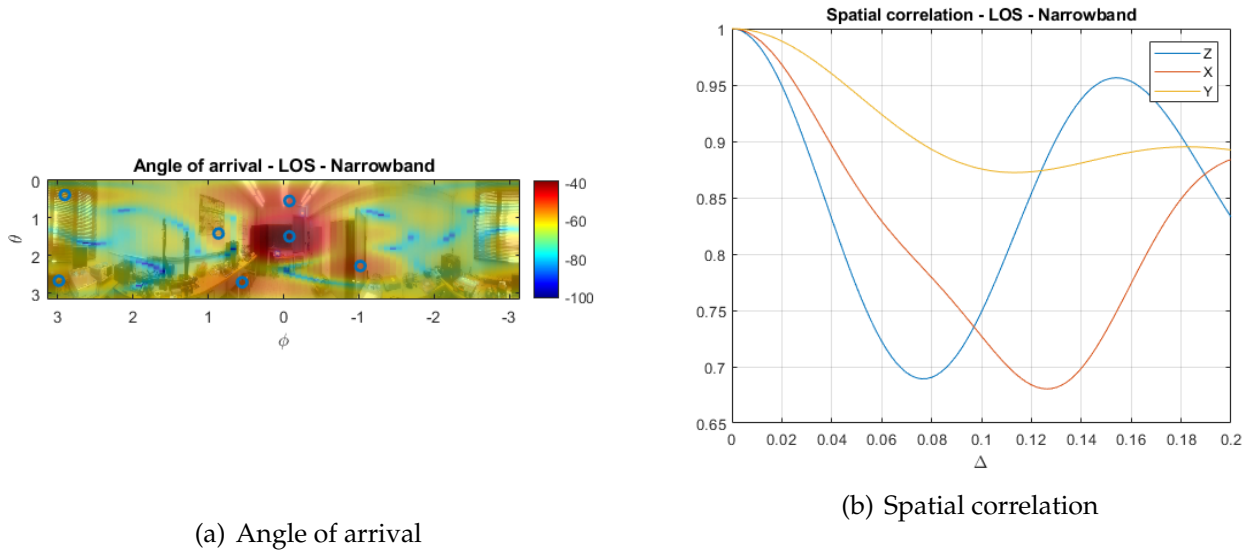 Angle of arrival - LOS - Narrowband
0
1
2
3
θ
3 2 1 0 -1 -2 -3
ϕ
-40
-60
-80
-100
(a) Angle of arrival
Spatial correlation - LOS - Narrowband
1
0.95
0.9
0.85
0.8
0.75
0.7
0.65
0 0.02 0.04 0.06 0.08 0.1 0.12 0.14 0.16 0.18 0.2
Δ
Z
X
Y
(b) Spatial correlation